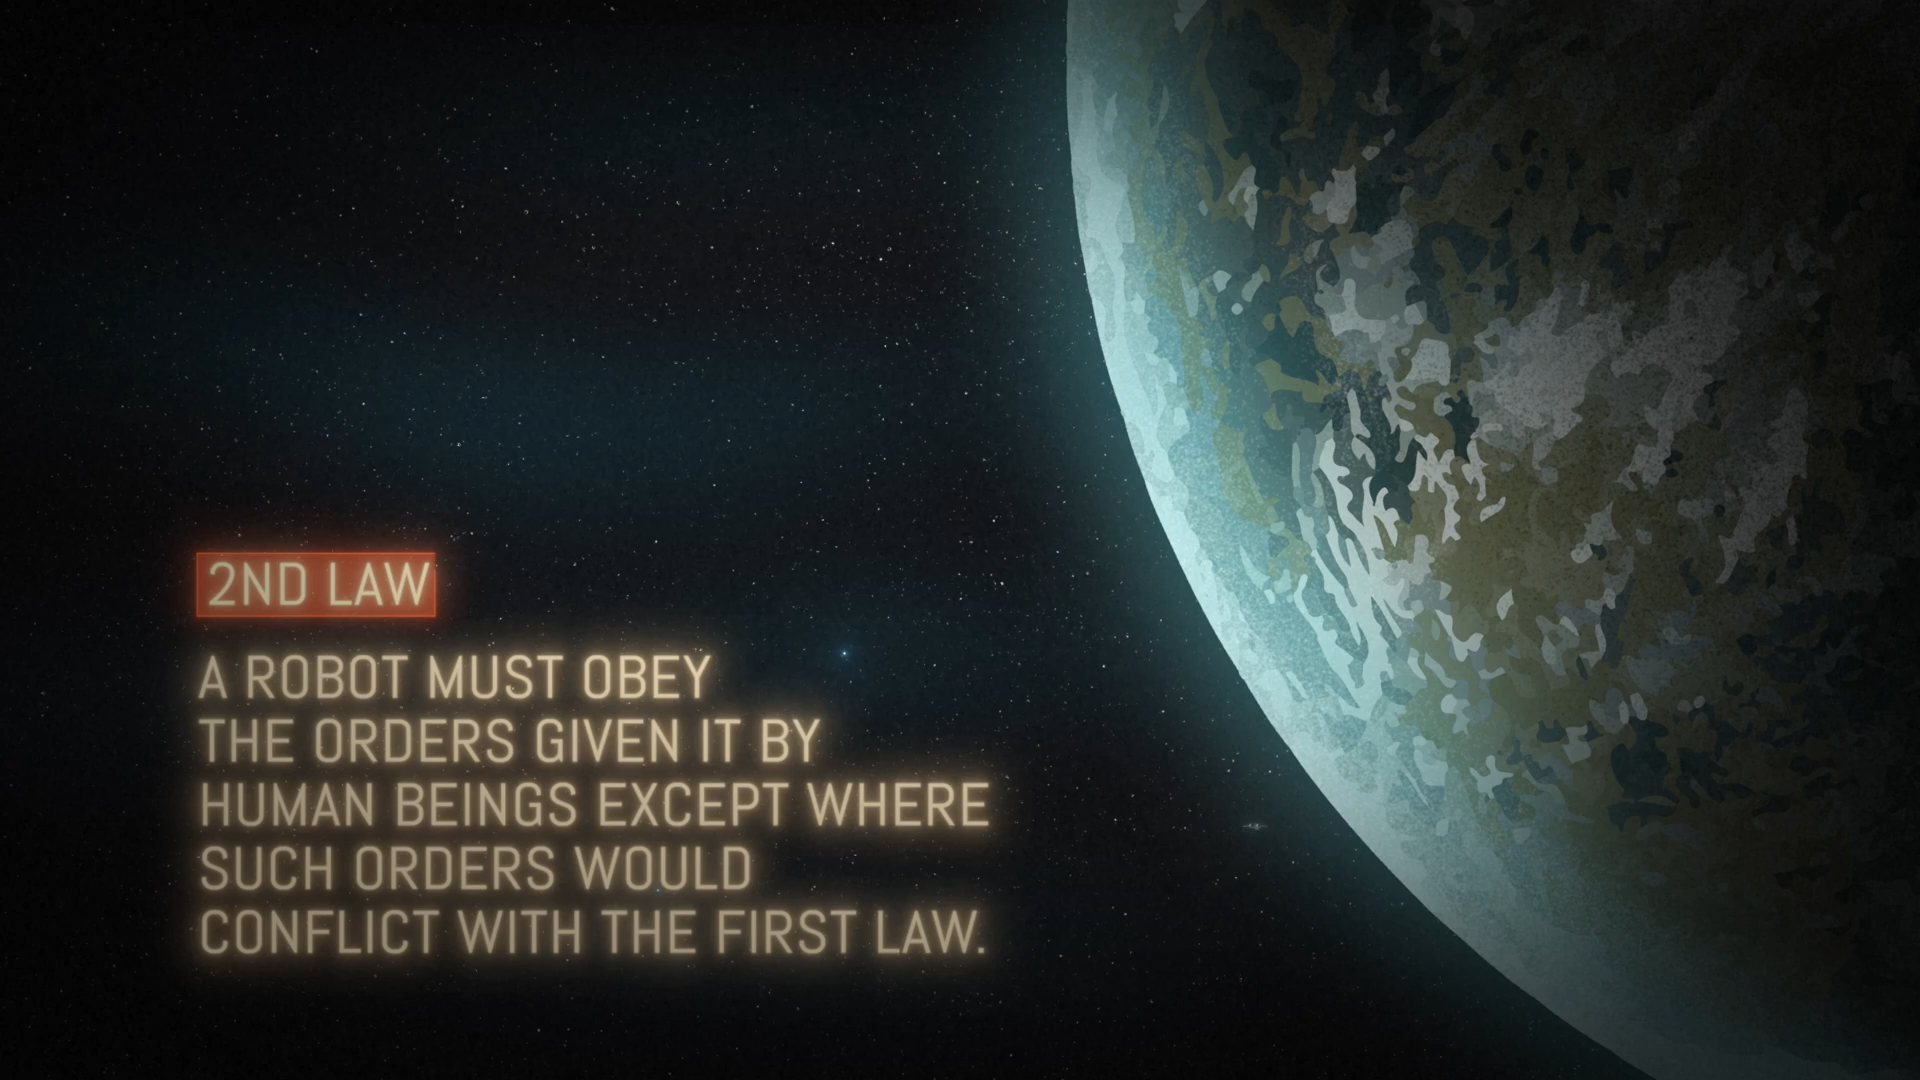 2ND LAW
A ROBOT MUST OBEY
THE ORDERS GIVEN IT BY
HUMAN BEINGS EXCEPT WHERE
SUCH ORDERS WOULD
CONFLICT WITH THE FIRST LAW.